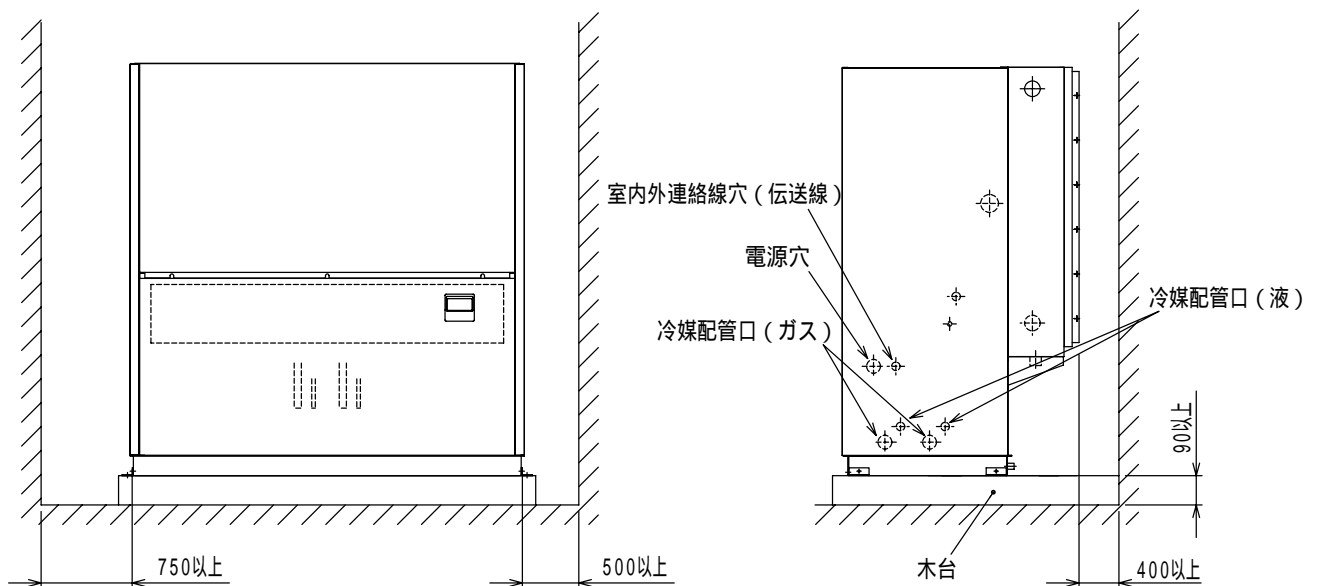 室内外連絡線穴(伝送線)
電源穴
冷媒配管口(ガス)
冷媒配管口(液)
90以上
750以上
500以上
木台
400以上